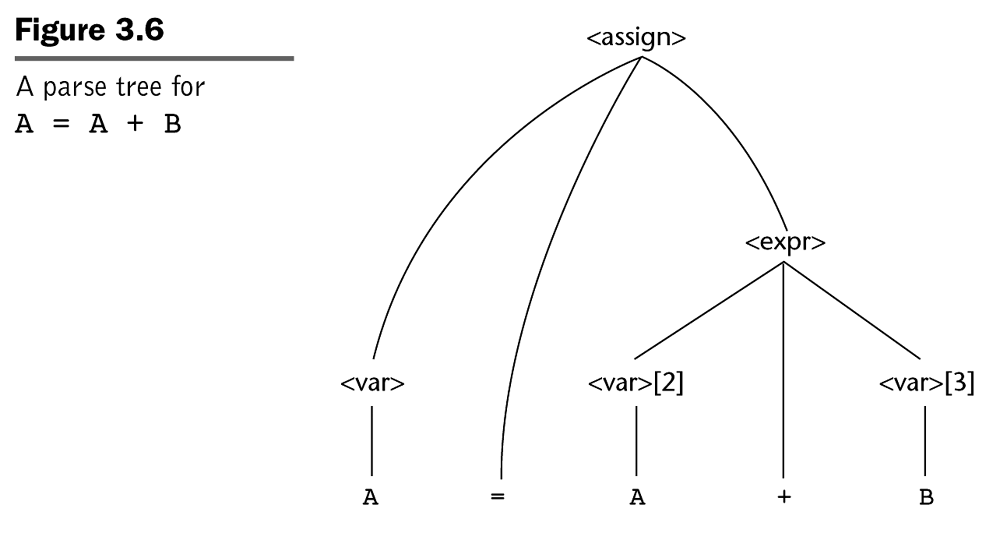 Figure 3.6
A parse tree for
A = A + B
<assign>
<expr>
<var> <var>[2] <var>[3]
A = A + B